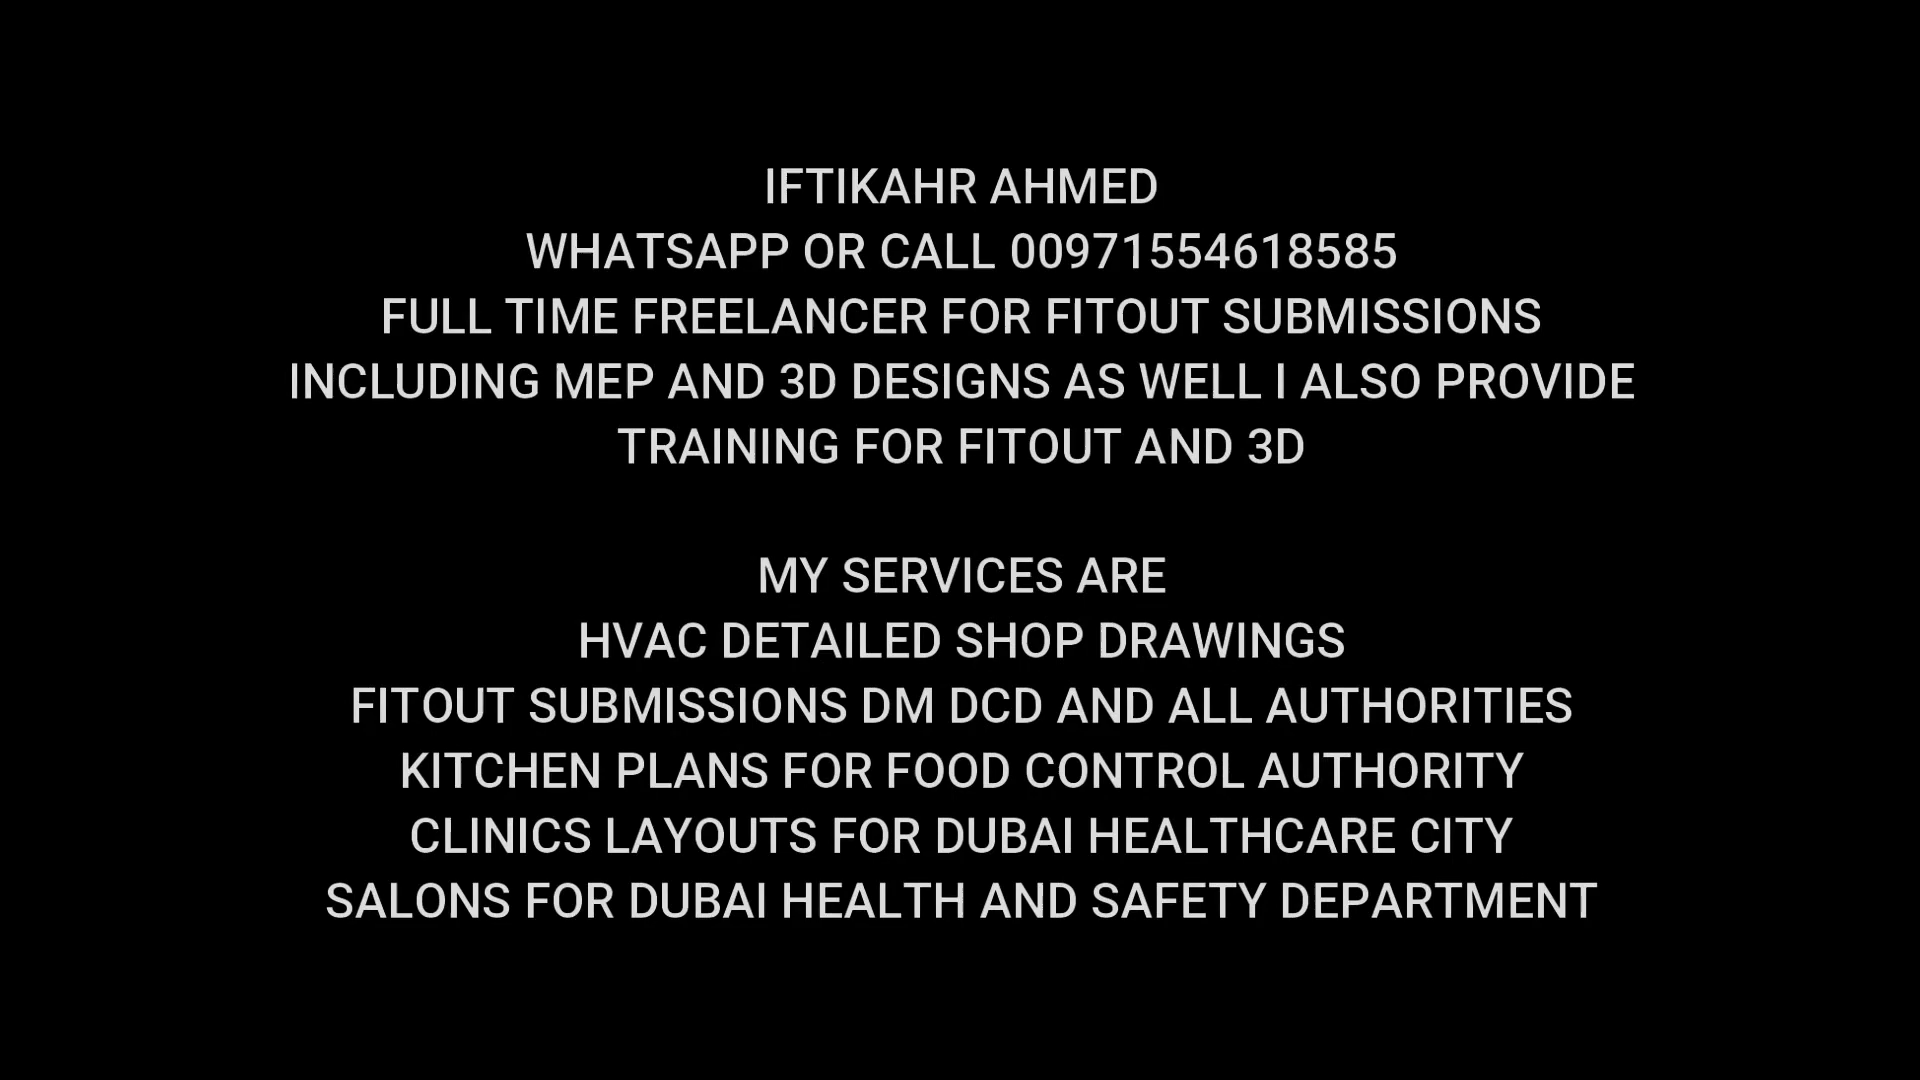 IFTIKAHR AHMED
WHATSAPP OR CALL 00971554618585
FULL TIME FREELANCER FOR FITOUT SUBMISSIONS
INCLUDING MEP AND 3D DESIGNS AS WELL I ALSO PROVIDE
TRAINING FOR FITOUT AND 3D
MY SERVICES ARE
HVAC DETAILED SHOP DRAWINGS
FITOUT SUBMISSIONS DM DCD AND ALL AUTHORITIES
KITCHEN PLANS FOR FOOD CONTROL AUTHORITY
CLINICS LAYOUTS FOR DUBAI HEALTHCARE CITY
SALONS FOR DUBAI HEALTH AND SAFETY DEPARTMENT